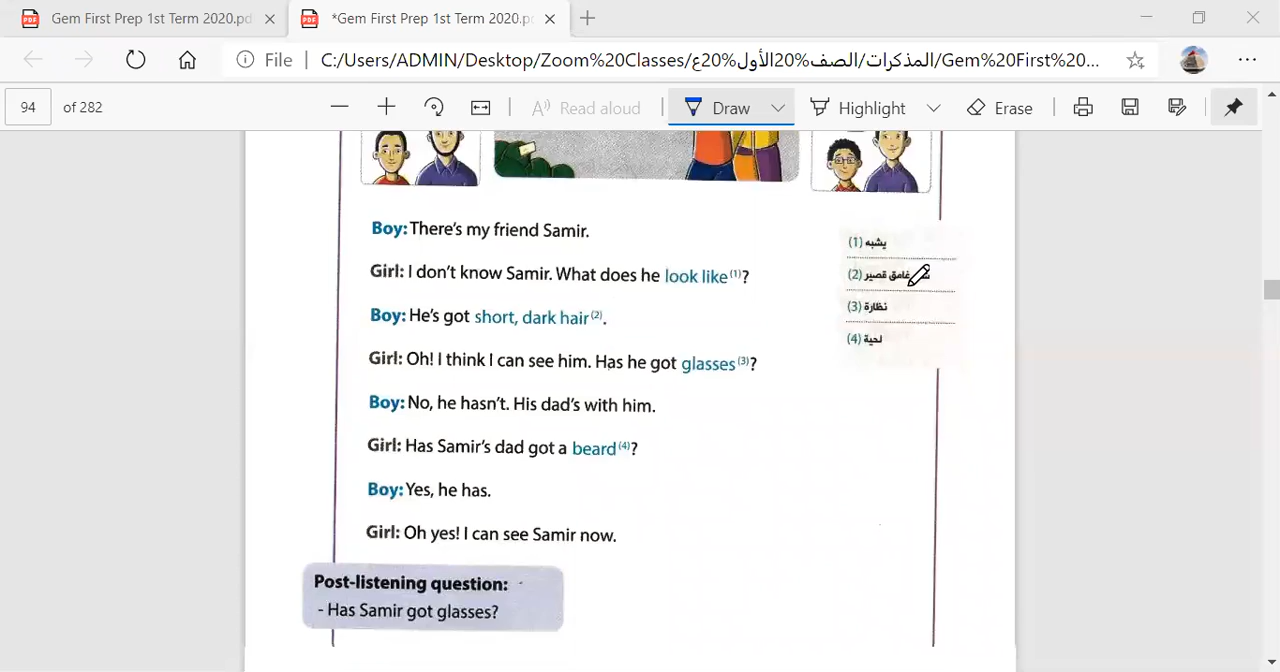 Gem First Prep 1st Term 2020.pd
*Gem First Prep 1st Term 2020.p
File
C:/Users/ADMIN/Desktop/Zoom%20Classes/المذكرات/الصف%20الأول%20ع/Gem%20First%20...
94 of 282
Read aloud
Draw
Highlight
Erase
Boy: There's my friend Samir.
Girl: I don't know Samir. What does he look like(1)?
Boy: He's got short, dark hair(2).
Girl: Oh! I think I can see him. Has he got glasses(3)?
Boy: No, he hasn't. His dad's with him.
Girl: Has Samir's dad got a beard(4)?
Boy: Yes, he has.
Girl: Oh yes! I can see Samir now.
(1) يشبه
(2) غامق قصير
(3) نظارة
(4) لحية
Post-listening question:
- Has Samir got glasses?